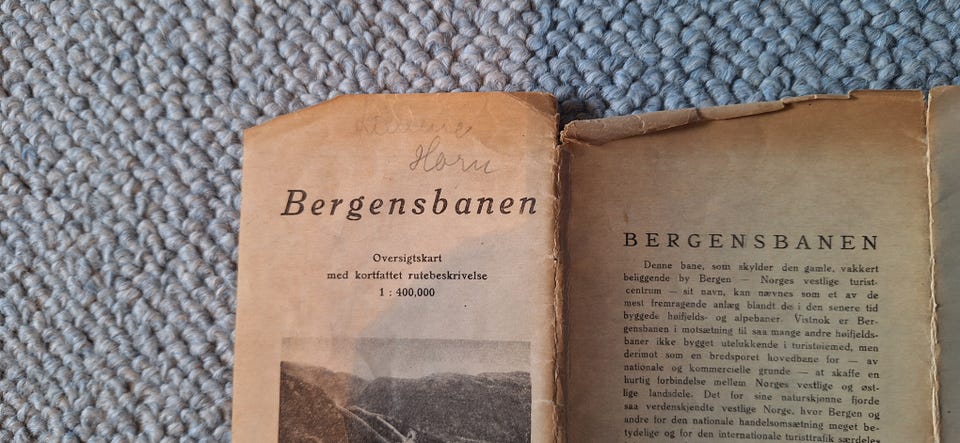 Horn
Bergensbanen
Oversigtskart
med kortfattet rutebeskrivelse
1 : 400,000
BERGENSBANEN
Denne bane, som skylder den gamle, vakkert
beliggende by Bergen — Norges vestlige turist-
centrum — sit navn, kan nævnes som et av de
mest fremragende anlæg blandt de i den senere tid
byggede høifjelds- og alpebaner. Vistnok er Ber-
gensbanen i motsætning til saa mange andre høifjelds-
baner ikke bygget utelukkende i turistøiemed, men
derimot som en bredsporet hovedbane for — av
nationale og kommercielle grunde — at skaffe en
hurtig forbindelse mellem Norges vestlige og øst-
lige landsdele. Det for sine naturskjønne fjorde
saa verdenskjendte vestlige Norge, hvor Bergen og
andre for den nationale handelsomsætning meget be-
tydelige og for den internationale turisttrafik særdeles